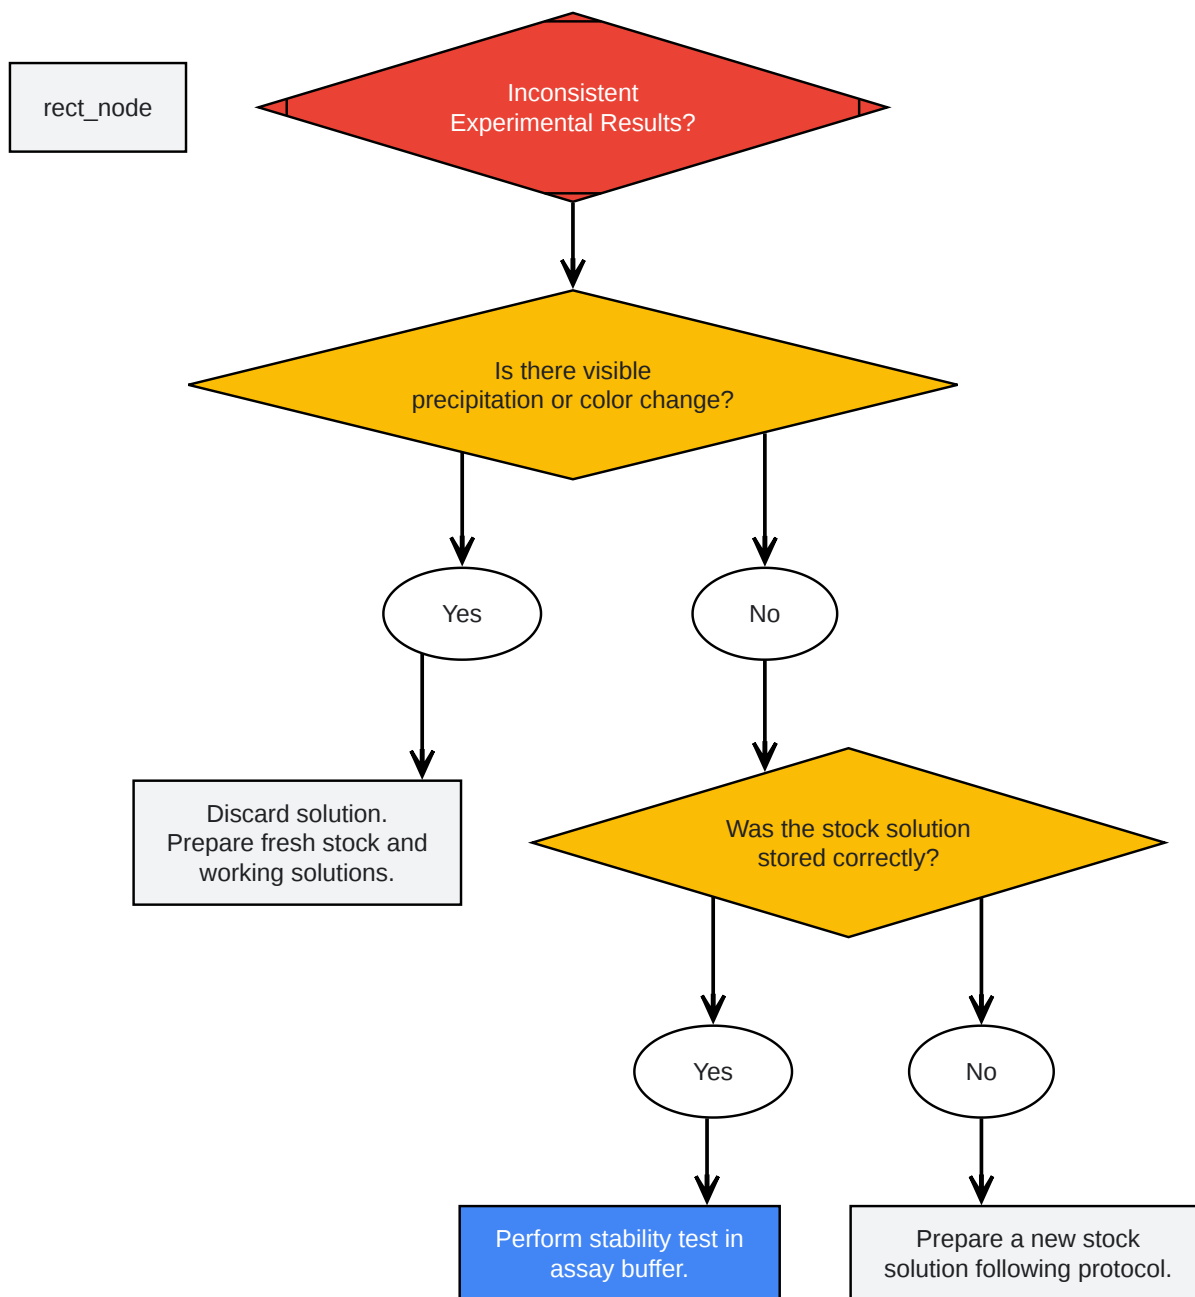 rect_node
Inconsistent
Experimental Results?
Is there visible
precipitation or color change?
Yes
No
Discard solution.
Prepare fresh stock and
working solutions.
Was the stock solution
stored correctly?
Yes
No
Perform stability test in
assay buffer.
Prepare a new stock
solution following protocol.